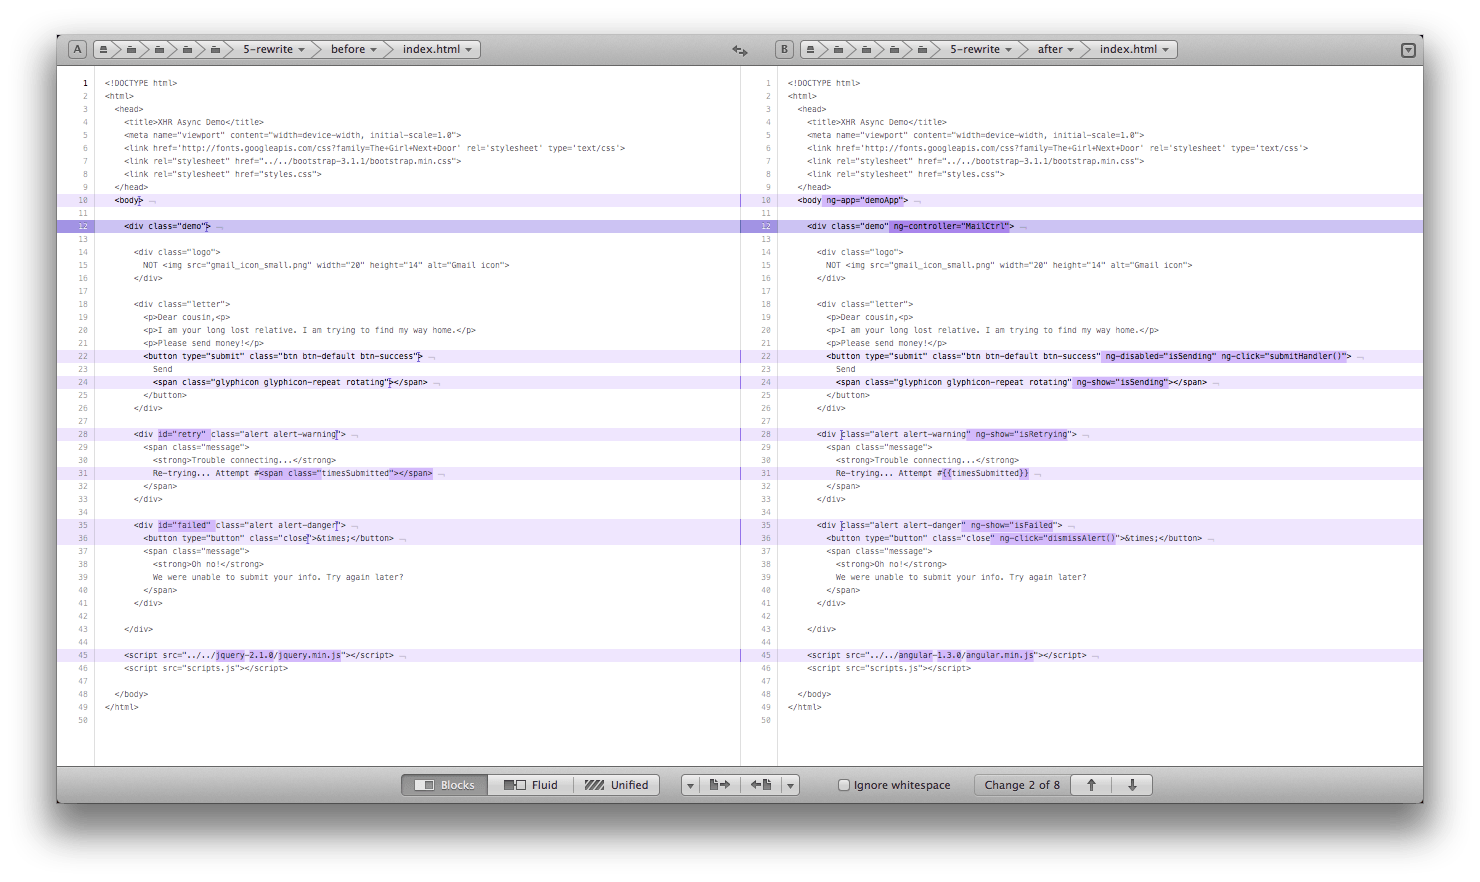 A 5-rewrite before index.html
B 5-rewrite after index.html
1 <!DOCTYPE html>
2 <html>
3 <head>
4 <title>XHR Async Demo</title>
5 <meta name="viewport" content="width=device-width, initial-scale=1.0">
6 <link href='http://fonts.googleapis.com/css?family=The+Girl+Next+Door' rel='stylesheet' type='text/css'>
7 <link rel="stylesheet" href="../../bootstrap-3.1.1/bootstrap.min.css">
8 <link rel="stylesheet" href="styles.css">
9 </head>
10 <body>
11
12 <div class="demo">
13
14 <div class="logo">
15 NOT <img src="gmail_icon_small.png" width="20" height="14" alt="Gmail icon">
16 </div>
17
18 <div class="letter">
19 <p>Dear cousin,<p>
20 <p>I am your long lost relative. I am trying to find my way home.</p>
21 <p>Please send money!</p>
22 <button type="submit" class="btn btn-default btn-success">
23 Send
24 <span class="glyphicon glyphicon-repeat rotating"></span>
25 </button>
26 </div>
27
28 <div id="retry" class="alert alert-warning">
29 <span class="message">
30 <strong>Trouble connecting...</strong>
31 Re-trying... Attempt #<span class="timesSubmitted"></span>
32 </span>
33 </div>
34
35 <div id="failed" class="alert alert-danger">
36 <button type="button" class="close">&times;</button>
37 <span class="message">
38 <strong>Oh no!</strong>
39 We were unable to submit your info. Try again later?
40 </span>
41 </div>
42
43 </div>
44
45 <script src="../../jquery-2.1.0/jquery.min.js"></script>
46 <script src="scripts.js"></script>
47
48 </body>
49 </html>
50
1 <!DOCTYPE html>
2 <html>
3 <head>
4 <title>XHR Async Demo</title>
5 <meta name="viewport" content="width=device-width, initial-scale=1.0">
6 <link href='http://fonts.googleapis.com/css?family=The+Girl+Next+Door' rel='stylesheet' type='text/css'>
7 <link rel="stylesheet" href="../../bootstrap-3.1.1/bootstrap.min.css">
8 <link rel="stylesheet" href="styles.css">
9 </head>
10 <body ng-app="demoApp">
11
12 <div class="demo" ng-controller="MailCtrl">
13
14 <div class="logo">
15 NOT <img src="gmail_icon_small.png" width="20" height="14" alt="Gmail icon">
16 </div>
17
18 <div class="letter">
19 <p>Dear cousin,<p>
20 <p>I am your long lost relative. I am trying to find my way home.</p>
21 <p>Please send money!</p>
22 <button type="submit" class="btn btn-default btn-success" ng-disabled="isSending" ng-click="submitHandler()">
23 Send
24 <span class="glyphicon glyphicon-repeat rotating" ng-show="isSending"></span>
25 </button>
26 </div>
27
28 <div class="alert alert-warning" ng-show="isRetrying">
29 <span class="message">
30 <strong>Trouble connecting...</strong>
31 Re-trying... Attempt #{{timesSubmitted}}
32 </span>
33 </div>
34
35 <div class="alert alert-danger" ng-show="isFailed">
36 <button type="button" class="close" ng-click="dismissAlert()">&times;</button>
37 <span class="message">
38 <strong>Oh no!</strong>
39 We were unable to submit your info. Try again later?
40 </span>
41 </div>
42
43 </div>
44
45 <script src="../../angular-1.3.0/angular.min.js"></script>
46 <script src="scripts.js"></script>
47
48 </body>
49 </html>
50
Blocks Fluid Unified Ignore whitespace Change 2 of 8